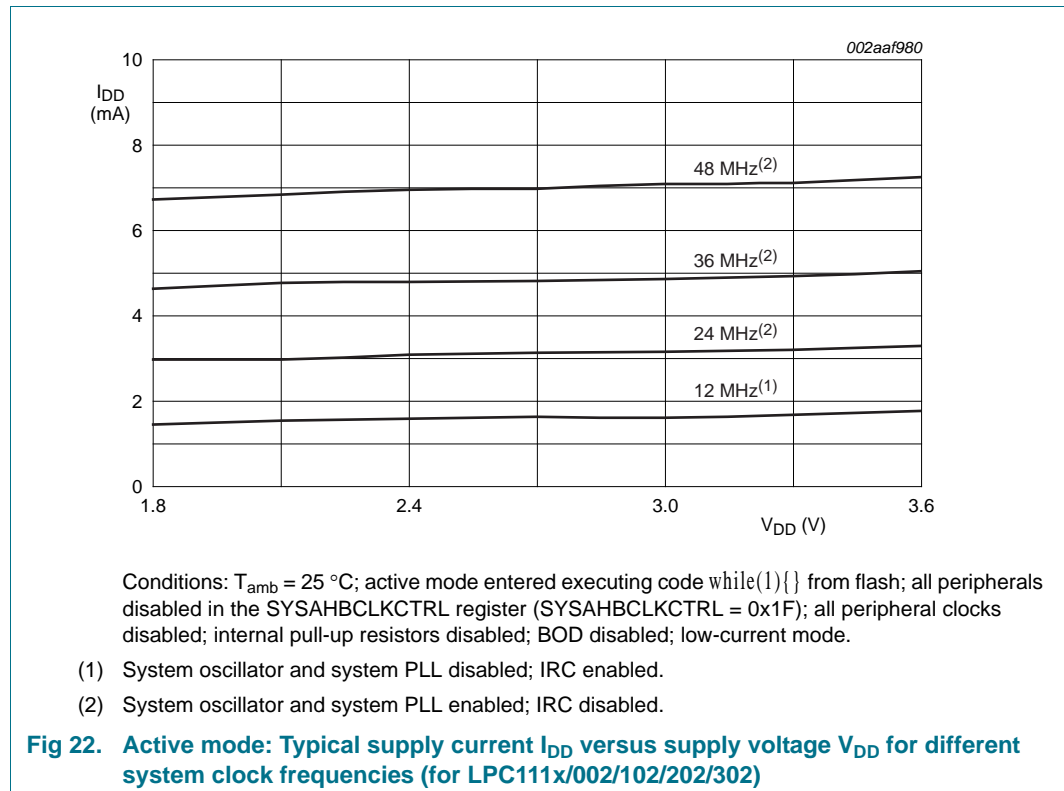 002aaf980
10
I_DD
(mA)
8
48 MHz(2)
6
36 MHz(2)
4
24 MHz(2)
2
12 MHz(1)
0
1.8 2.4 3.0 3.6
V_DD (V)
Conditions: T_amb = 25 °C; active mode entered executing code while(1){} from flash; all peripherals
disabled in the SYSAHBCLKCTRL register (SYSAHBCLKCTRL = 0x1F); all peripheral clocks
disabled; internal pull-up resistors disabled; BOD disabled; low-current mode.
(1) System oscillator and system PLL disabled; IRC enabled.
(2) System oscillator and system PLL enabled; IRC disabled.
Fig 22. Active mode: Typical supply current I_DD versus supply voltage V_DD for different
system clock frequencies (for LPC111x/002/102/202/302)